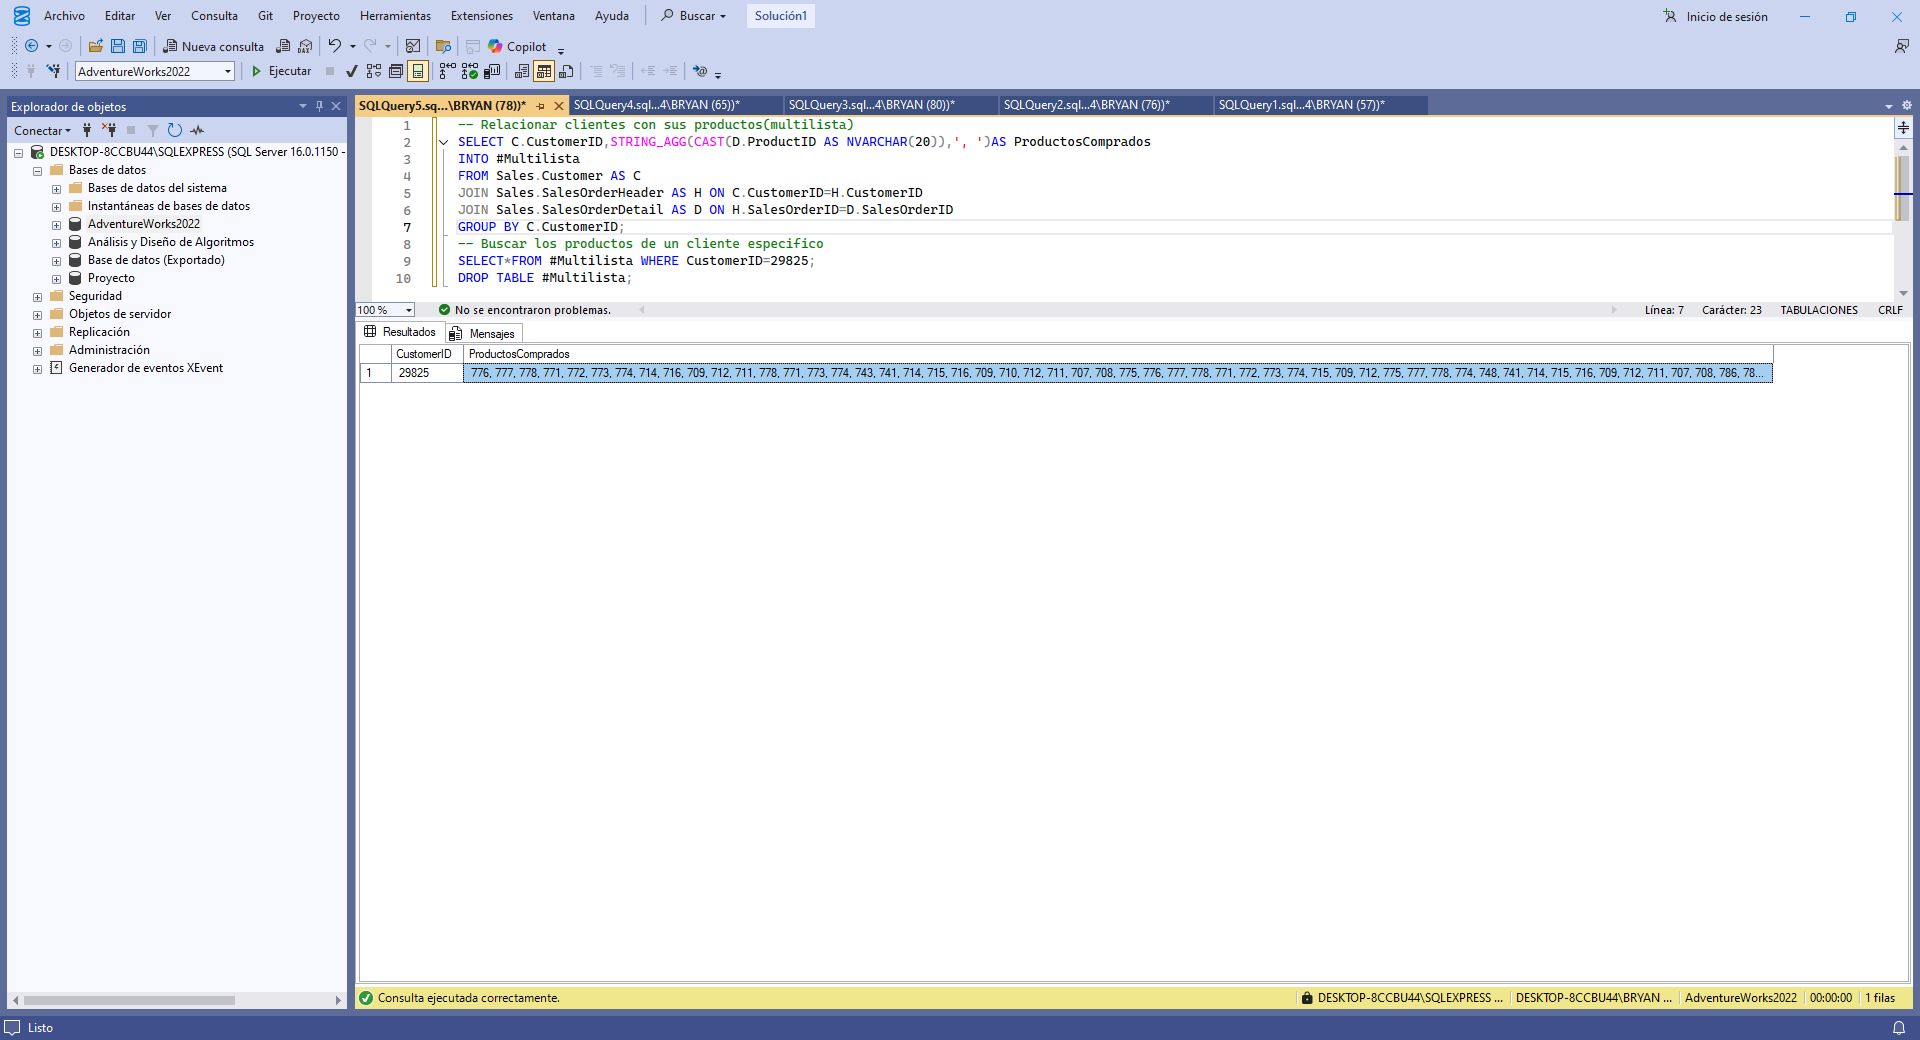 Archivo Editar Ver Consulta Git Proyecto Herramientas Extensiones Ventana Ayuda Buscar Solución1 Inicio de sesión
Nueva consulta DAX Copilot
AdventureWorks2022 Ejecutar
Explorador de objetos
Conectar
DESKTOP-8CCBU44\SQLEXPRESS (SQL Server 16.0.1150 -
Bases de datos
Bases de datos del sistema
Instantáneas de bases de datos
AdventureWorks2022
Análisis y Diseño de Algoritmos
Base de datos (Exportado)
Proyecto
Seguridad
Objetos de servidor
Replicación
Administración
Generador de eventos XEvent
SQLQuery5.sq...\BRYAN (78))* SQLQuery4.sql...4\BRYAN (65))* SQLQuery3.sql...4\BRYAN (80))* SQLQuery2.sql...4\BRYAN (76))* SQLQuery1.sql...4\BRYAN (57))*
1 -- Relacionar clientes con sus productos(multilista)
2 SELECT C.CustomerID,STRING_AGG(CAST(D.ProductID AS NVARCHAR(20)),', ')AS ProductosComprados
3 INTO #Multilista
4 FROM Sales.Customer AS C
5 JOIN Sales.SalesOrderHeader AS H ON C.CustomerID=H.CustomerID
6 JOIN Sales.SalesOrderDetail AS D ON H.SalesOrderID=D.SalesOrderID
7 GROUP BY C.CustomerID;
8 -- Buscar los productos de un cliente especifico
9 SELECT*FROM #Multilista WHERE CustomerID=29825;
10 DROP TABLE #Multilista;
100 % No se encontraron problemas. Línea: 7 Carácter: 23 TABULACIONES CRLF
Resultados Mensajes
CustomerID ProductosComprados
1 29825 776, 777, 778, 771, 772, 773, 774, 714, 716, 709, 712, 711, 778, 771, 773, 774, 743, 741, 714, 715, 716, 709, 710, 712, 711, 707, 708, 775, 776, 777, 778, 771, 772, 773, 774, 715, 709, 712, 775, 777, 778, 774, 748, 741, 714, 715, 716, 709, 712, 711, 707, 708, 786, 78...
Consulta ejecutada correctamente. DESKTOP-8CCBU44\SQLEXPRESS ... DESKTOP-8CCBU44\BRYAN ... AdventureWorks2022 00:00:00 1 filas
Listo